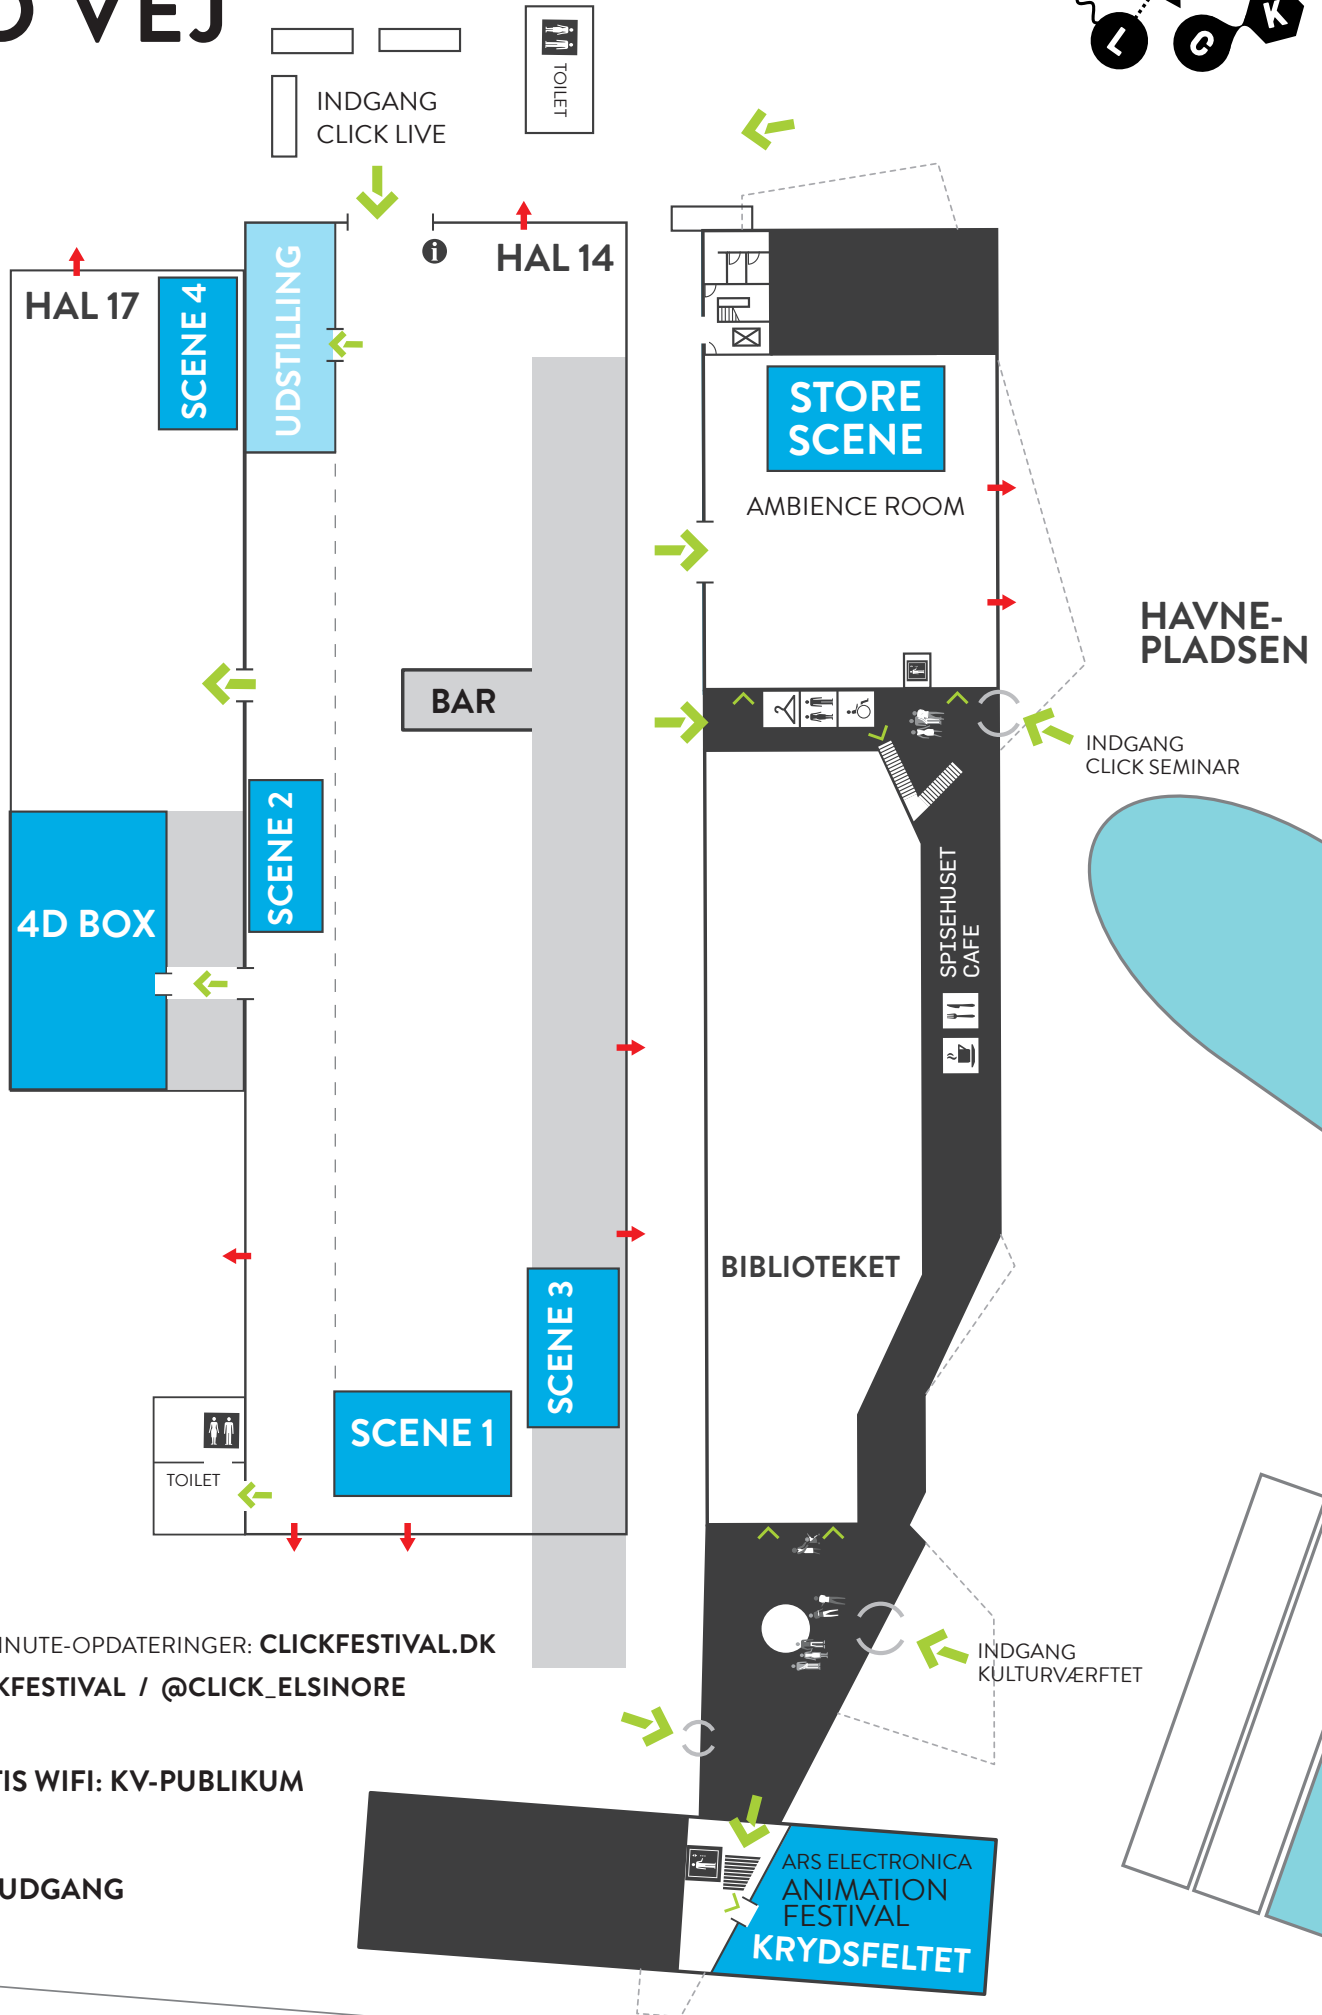 VEJ
L
C
K
INDGANG
CLICK LIVE
TOILET
i
HAL 14
HAL 17
SCENE 4
UDSTILLING
STORE
SCENE
AMBIENCE ROOM
HAVNE-
PLADSEN
BAR
INDGANG
CLICK SEMINAR
SCENE 2
4D BOX
SPISEHUSET
CAFE
BIBLIOTEKET
SCENE 3
SCENE 1
TOILET
INUTE-OPDATERINGER: CLICKFESTIVAL.DK
KFESTIVAL / @CLICK_ELSINORE
INDGANG
KULTURVÆRFTET
TIS WIFI: KV-PUBLIKUM
UDGANG
ARS ELECTRONICA
ANIMATION
FESTIVAL
KRYDSFELTET